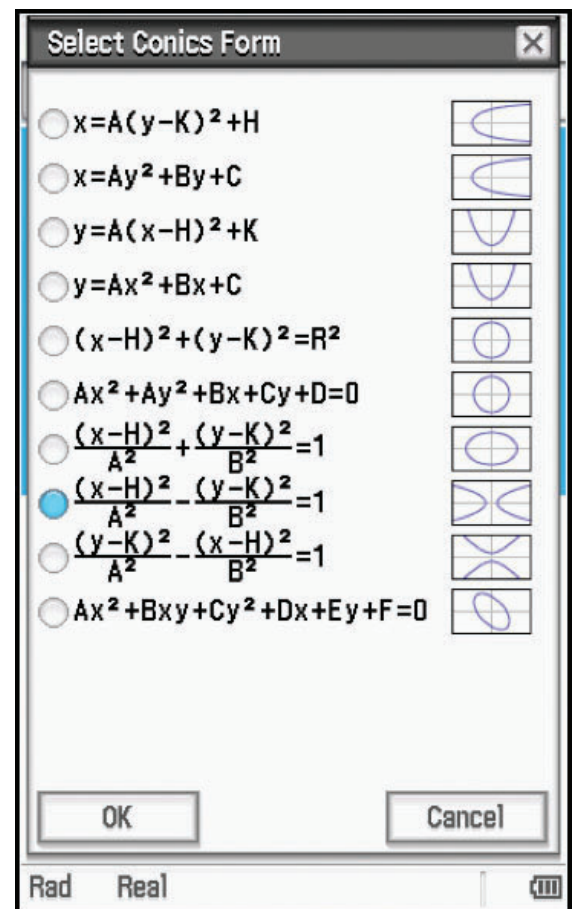 Select Conics Form
x=A(y-K)²+H
x=Ay²+By+C
y=A(x-H)²+K
y=Ax²+Bx+C
(x-H)²+(y-K)²=R²
Ax²+Ay²+Bx+Cy+D=0
(x-H)²/A²+(y-K)²/B²=1
(x-H)²/A²-(y-K)²/B²=1
(y-K)²/A²-(x-H)²/B²=1
Ax²+Bxy+Cy²+Dx+Ey+F=0
OK Cancel
Rad Real